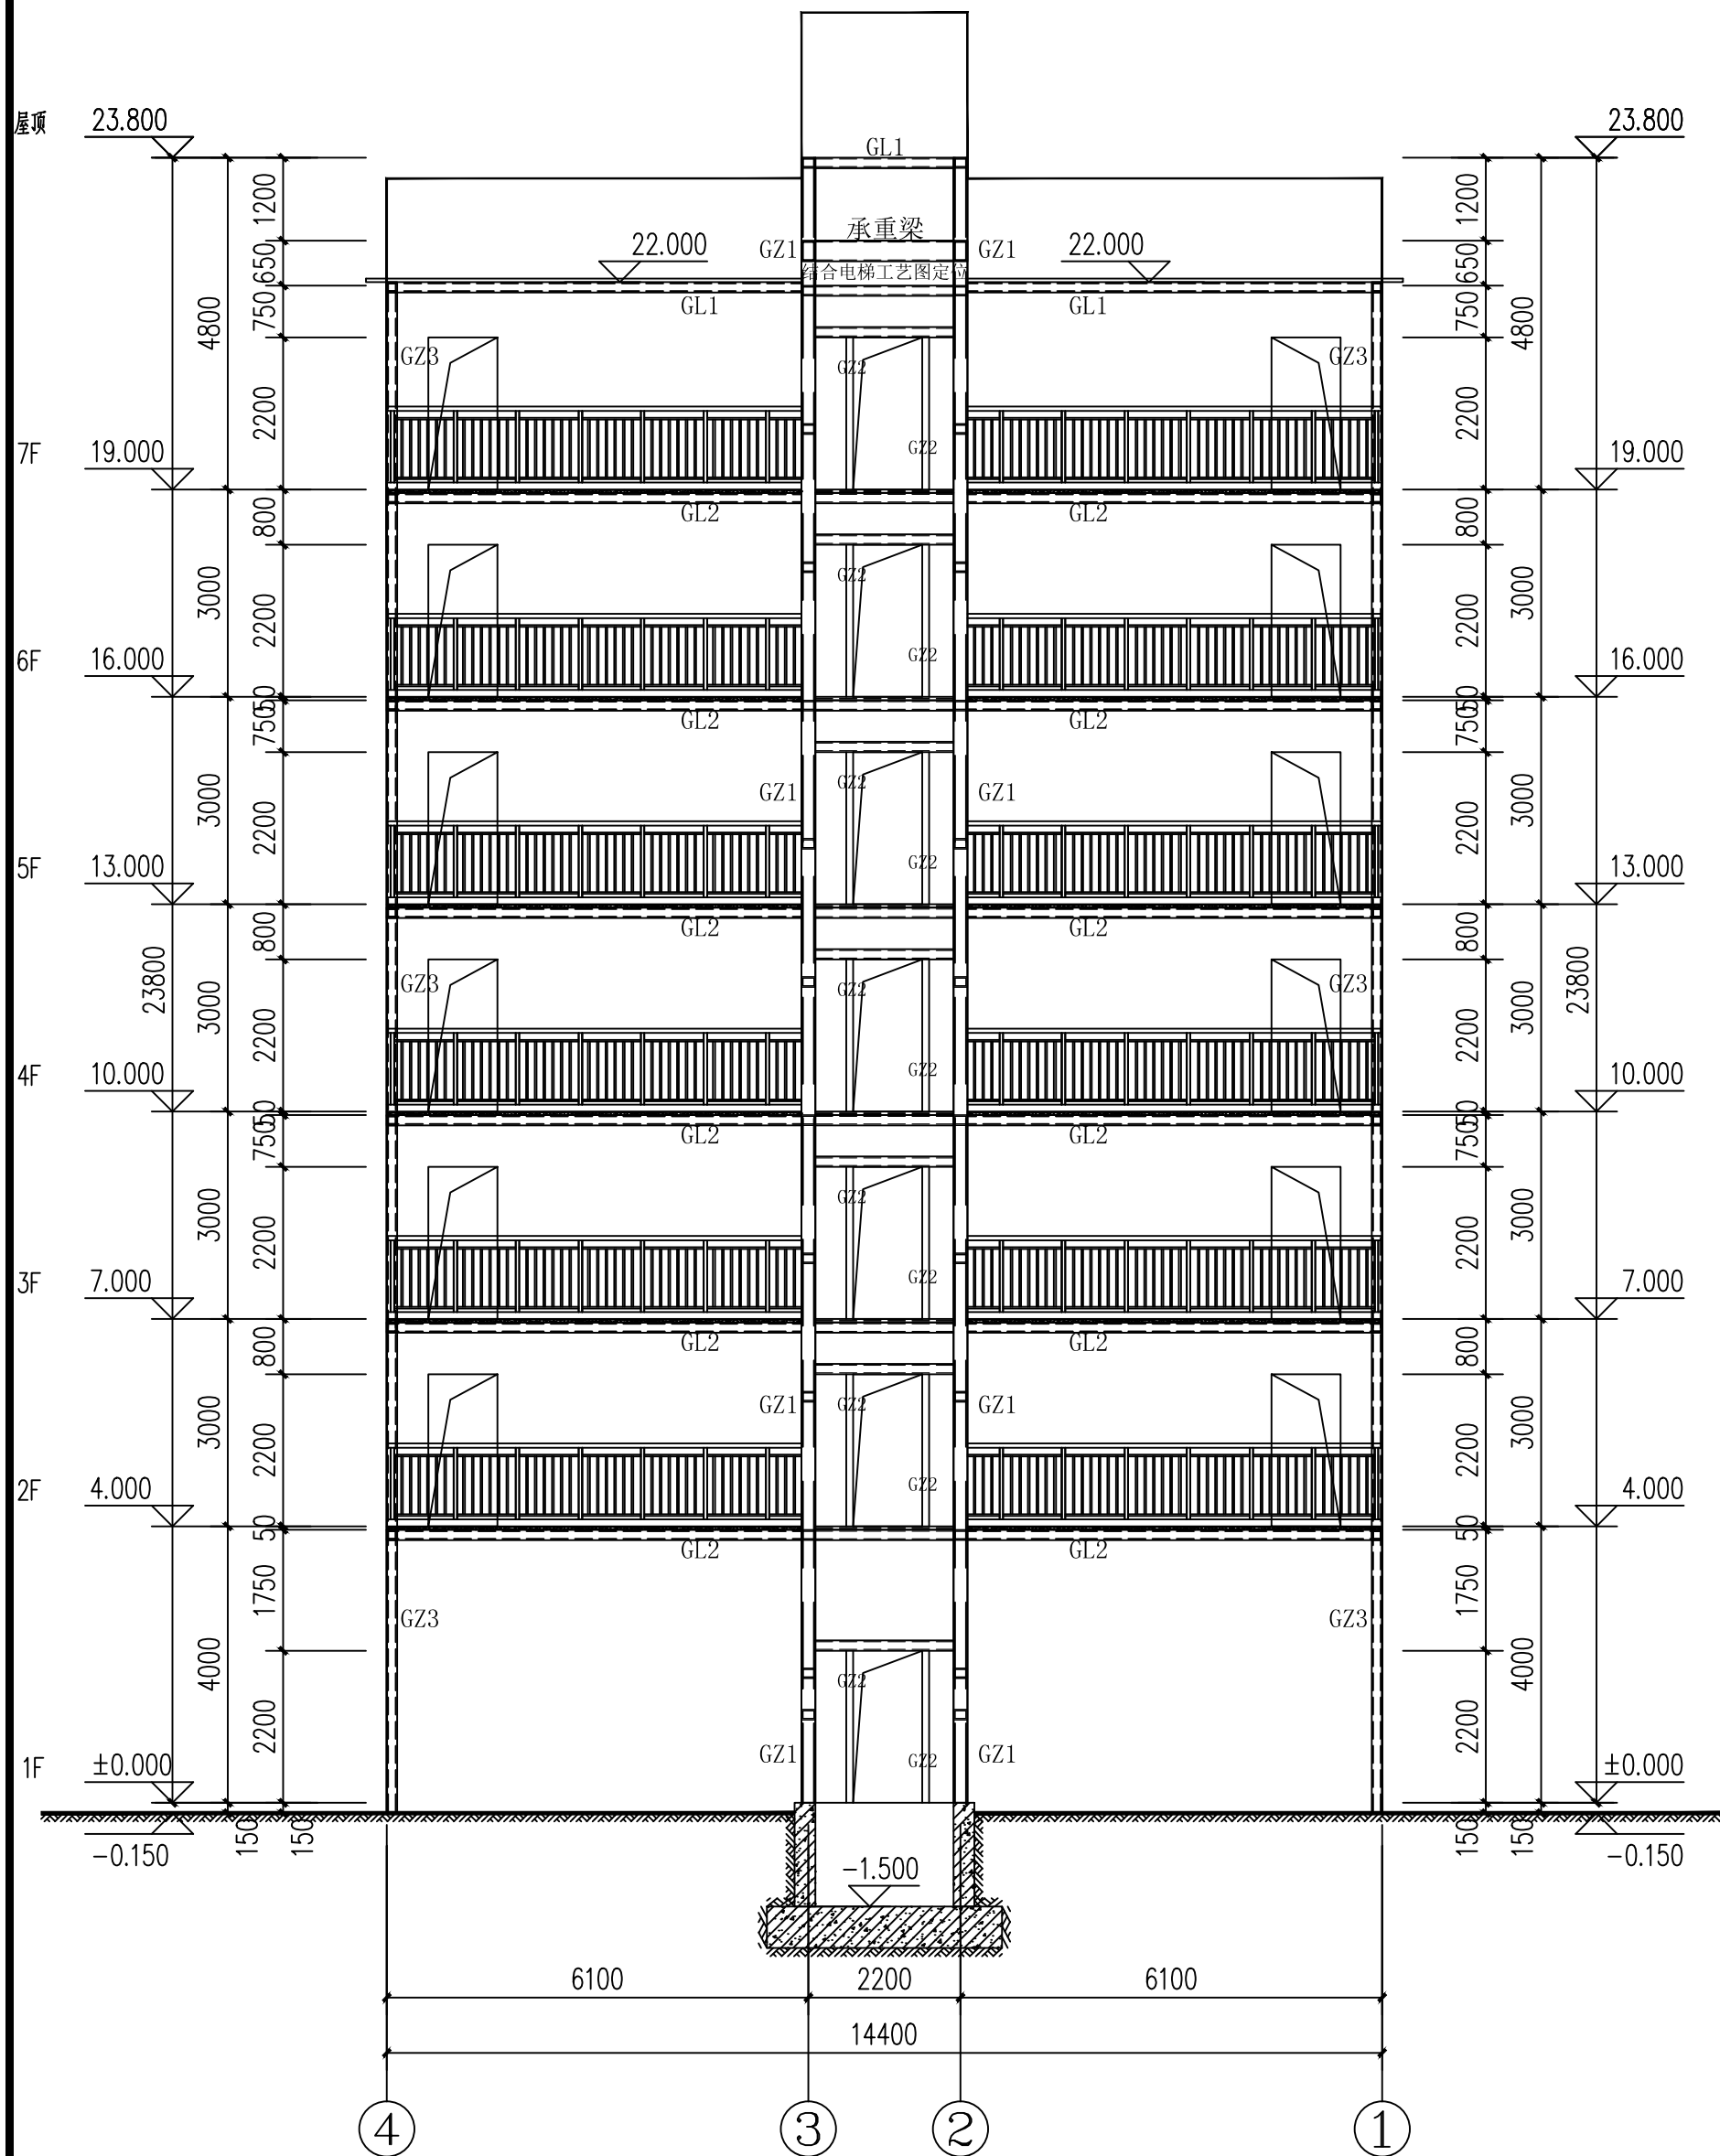 屋顶 23.800 23.800
GL1
1200 1200
承重梁
22.000 GZ1 GZ1 22.000
650 650
结合电梯工艺图定位
GL1 GL1
750 750
4800 4800
GZ3 GZ2 GZ3
2200 2200
7F 19.000 GZ2 19.000
GL2 GL2
800 800
3000 GZ2 3000
2200 2200
6F 16.000 GZ2 16.000
50 50
GL2 GL2
750 750
3000 GZ1 GZ2 GZ1 3000
2200 2200
5F 13.000 GZ2 13.000
GL2 GL2
800 800
23800 23800
3000 GZ3 GZ2 GZ3 3000
2200 2200
4F 10.000 GZ2 10.000
50 50
GL2 GL2
750 750
3000 GZ2 3000
2200 2200
3F 7.000 GZ2 7.000
GL2 GL2
800 800
3000 GZ1 GZ2 GZ1 3000
2200 2200
2F 4.000 GZ2 4.000
50 50
GL2 GL2
1750 1750
GZ3 GZ3
4000 GZ2 4000
2200 2200
1F ±0.000 GZ1 GZ2 GZ1 ±0.000
150 150 150 150
-0.150 -0.150
-1.500
6100 2200 6100
14400
4 3 2 1